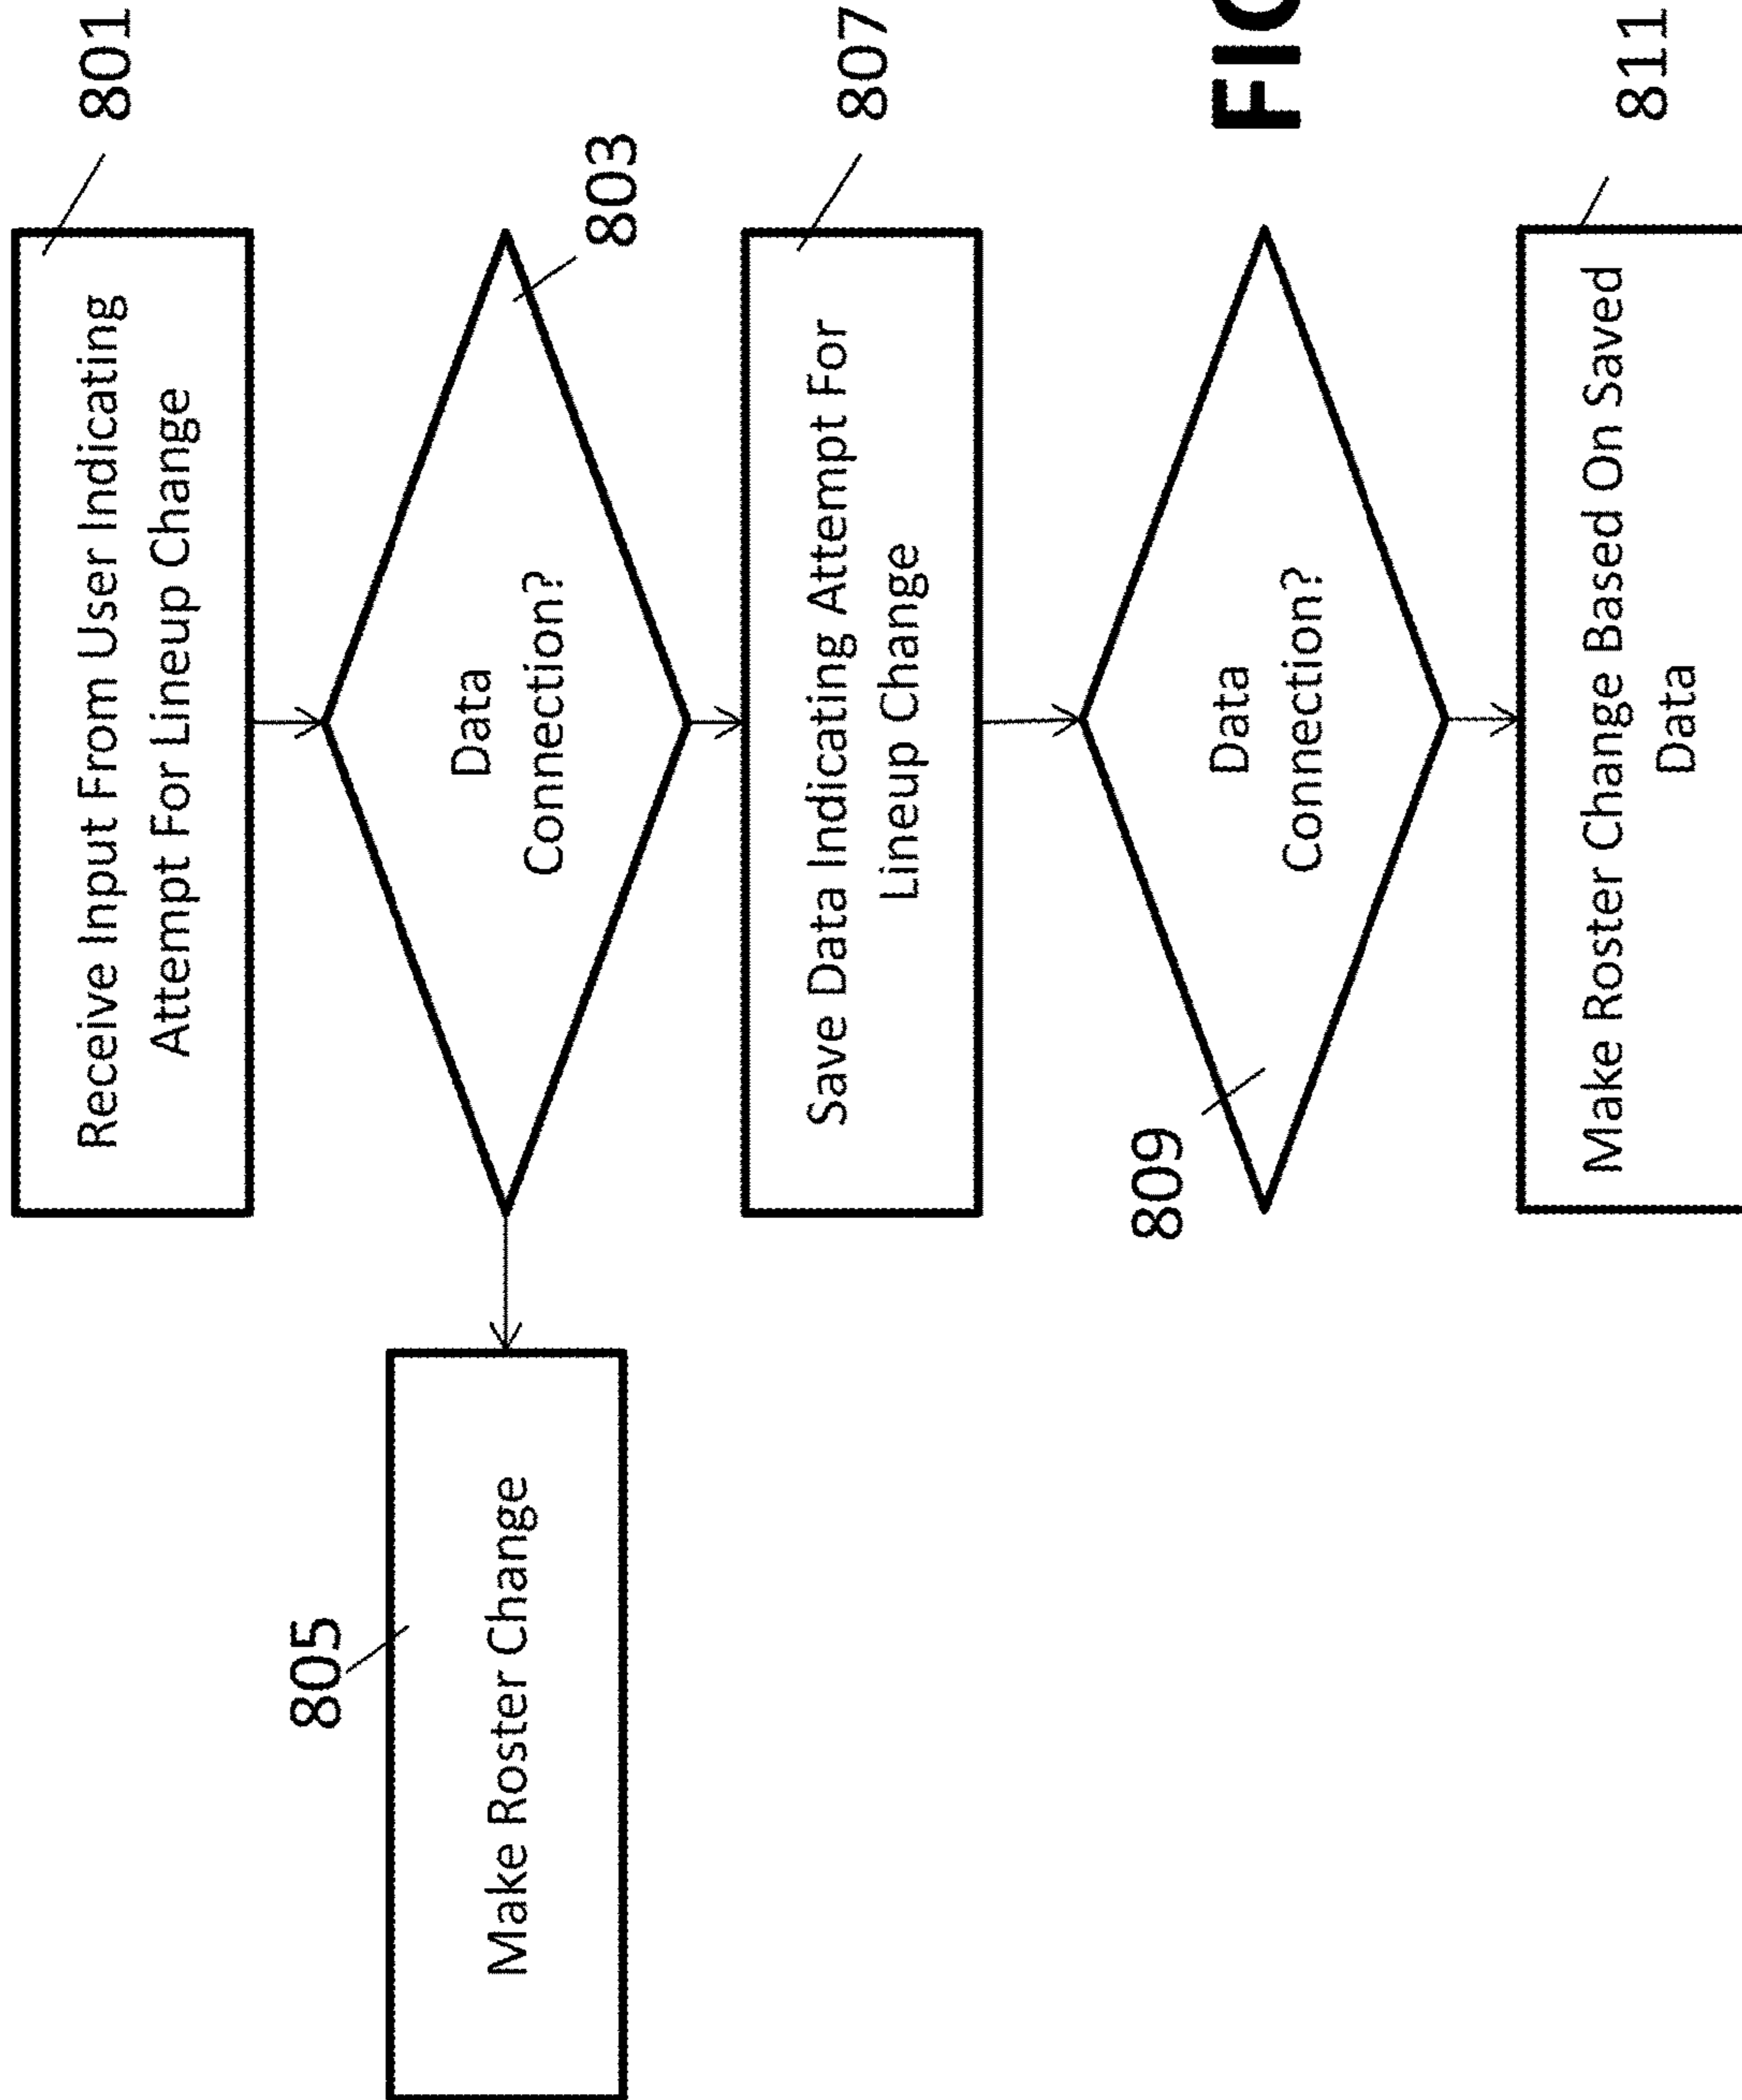 801
Receive Input From User Indicating
Attempt For Lineup Change
803
Data
Connection?
805
Make Roster Change
807
Save Data Indicating Attempt For
Lineup Change
809
Data
Connection?
FIG
811
Make Roster Change Based On Saved
Data